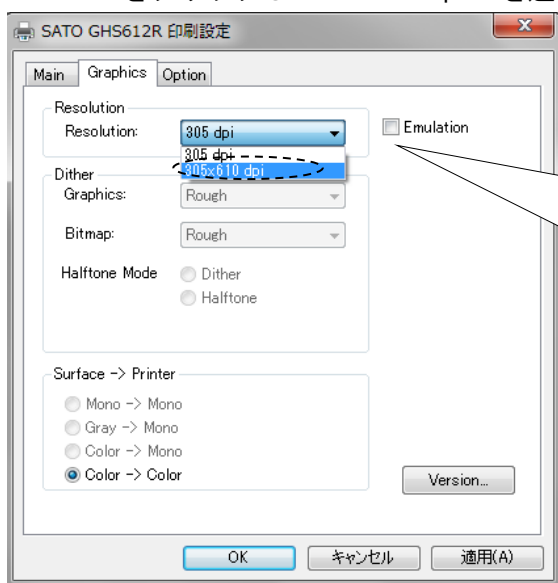 SATO GHS612R 印刷設定
Main Graphics Option
Resolution
Resolution: 305 dpi
Emulation
305 dpi
305x610 dpi
Dither
Graphics: Rough
Bitmap: Rough
Halftone Mode Dither
Halftone
Surface -> Printer
Mono -> Mono
Gray -> Mono
Color -> Mono
Color -> Color
Version...
OK キャンセル 適用(A)